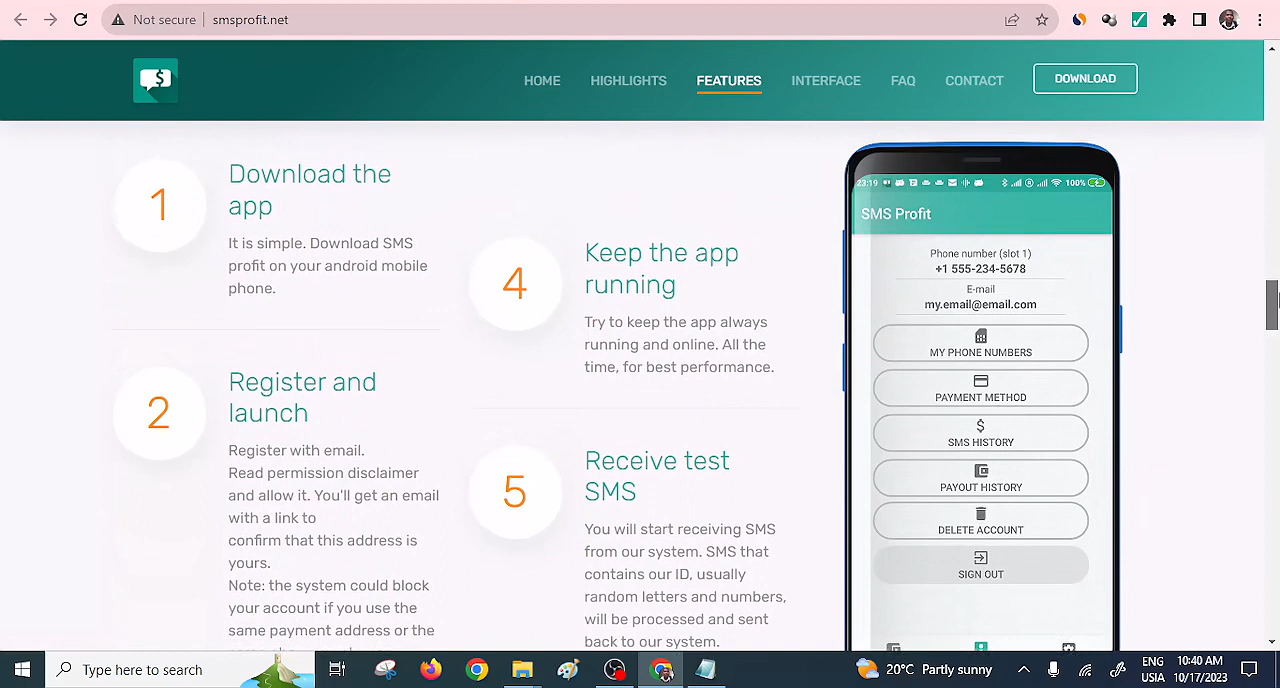 Not secure
smsprofit.net
$
HOME
HIGHLIGHTS
FEATURES
INTERFACE
FAQ
CONTACT
DOWNLOAD
1
Download the
app
It is simple. Download SMS
profit on your android mobile
phone.
2
Register and
launch
Register with email.
Read permission disclaimer
and allow it. You'll get an email
with a link to
confirm that this address is
yours.
Note: the system could block
your account if you use the
same payment address or the
4
Keep the app
running
Try to keep the app always
running and online. All the
time, for best performance.
5
Receive test
SMS
You will start receiving SMS
from our system. SMS that
contains our ID, usually
random letters and numbers,
will be processed and sent
back to our system.
23:19
100%
SMS Profit
Phone number (slot 1)
+1 555-234-5678
E-mail
my.email@email.com
MY PHONE NUMBERS
PAYMENT METHOD
$
SMS HISTORY
PAYOUT HISTORY
DELETE ACCOUNT
SIGN OUT
Type here to search
20°C Partly sunny
ENG
USIA
10:40 AM
10/17/2023